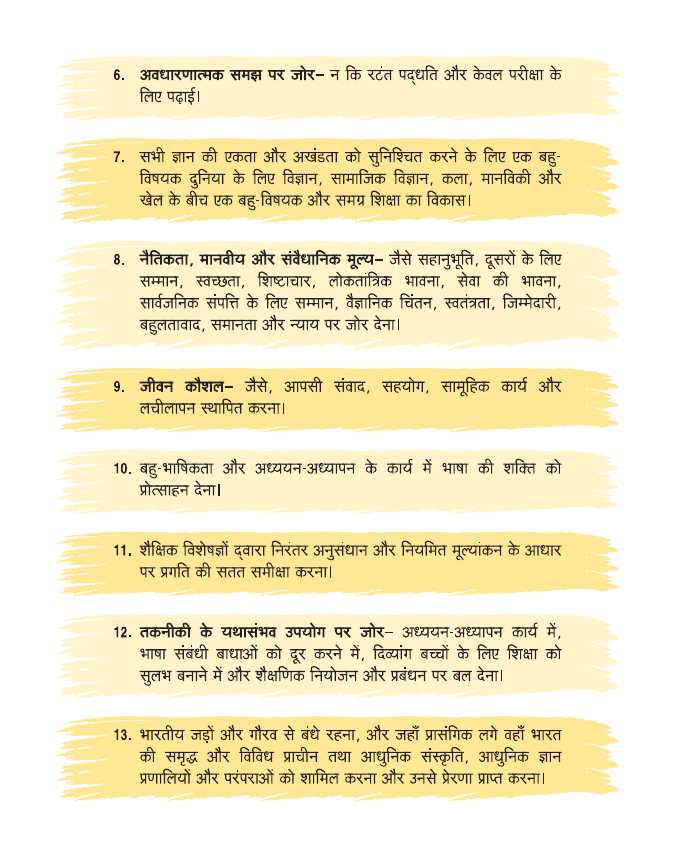 6. अवधारणात्मक समझ पर जोर– न कि रटंत पद्धति और केवल परीक्षा के
लिए पढ़ाई।
7. सभी ज्ञान की एकता और अखंडता को सुनिश्चित करने के लिए एक बहु-
विषयक दुनिया के लिए विज्ञान, सामाजिक विज्ञान, कला, मानविकी और
खेल के बीच एक बहु-विषयक और समग्र शिक्षा का विकास।
8. नैतिकता, मानवीय और संवैधानिक मूल्य– जैसे सहानुभूति, दूसरों के लिए
सम्मान, स्वच्छता, शिष्टाचार, लोकतांत्रिक भावना, सेवा की भावना,
सार्वजनिक संपत्ति के लिए सम्मान, वैज्ञानिक चिंतन, स्वतंत्रता, जिम्मेदारी,
बहुलतावाद, समानता और न्याय पर जोर देना।
9. जीवन कौशल– जैसे, आपसी संवाद, सहयोग, सामूहिक कार्य और
लचीलापन स्थापित करना।
10. बहु-भाषिकता और अध्ययन-अध्यापन के कार्य में भाषा की शक्ति को
प्रोत्साहन देना।
11. शैक्षिक विशेषज्ञों द्वारा निरंतर अनुसंधान और नियमित मूल्यांकन के आधार
पर प्रगति की सतत समीक्षा करना।
12. तकनीकी के यथासंभव उपयोग पर जोर– अध्ययन-अध्यापन कार्य में,
भाषा संबंधी बाधाओं को दूर करने में, दिव्यांग बच्चों के लिए शिक्षा को
सुलभ बनाने में और शैक्षणिक नियोजन और प्रबंधन पर बल देना।
13. भारतीय जड़ों और गौरव से बंधे रहना, और जहाँ प्रासंगिक लगे वहाँ भारत
की समृद्ध और विविध प्राचीन तथा आधुनिक संस्कृति, आधुनिक ज्ञान
प्रणालियों और परंपराओं को शामिल करना और उनसे प्रेरणा प्राप्त करना।